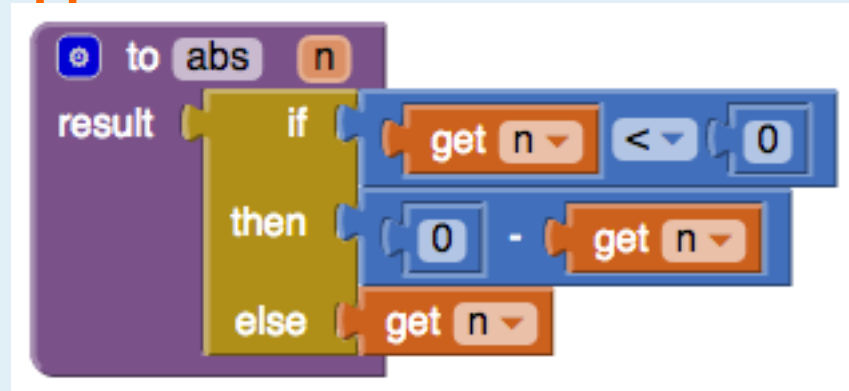 to abs n
result if get n < 0
then 0 - get n
else get n